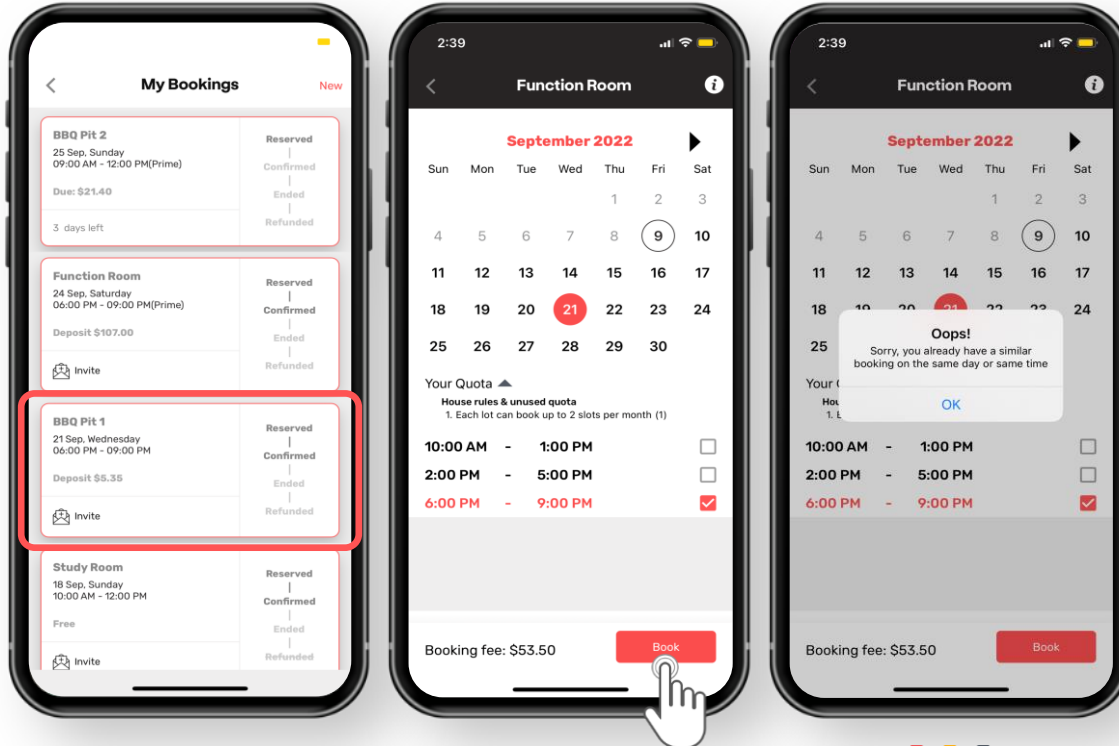 My Bookings
New
BBQ Pit 2
25 Sep, Sunday
09:00 AM - 12:00 PM(Prime)
Due: $21.40
3 days left
Reserved
Confirmed
Ended
Refunded
Function Room
24 Sep, Saturday
06:00 PM - 09:00 PM(Prime)
Deposit $107.00
Invite
Reserved
Confirmed
Ended
Refunded
BBQ Pit 1
21 Sep, Wednesday
06:00 PM - 09:00 PM
Deposit $5.35
Invite
Reserved
Confirmed
Ended
Refunded
Study Room
18 Sep, Sunday
10:00 AM - 12:00 PM
Free
Invite
Reserved
Confirmed
Ended
Refunded
2:39
Function Room
i
September 2022
Sun Mon Tue Wed Thu Fri Sat
1 2 3
4 5 6 7 8 9 10
11 12 13 14 15 16 17
18 19 20 21 22 23 24
25 26 27 28 29 30
Your Quota
House rules & unused quota
1. Each lot can book up to 2 slots per month (1)
10:00 AM - 1:00 PM
2:00 PM - 5:00 PM
6:00 PM - 9:00 PM
Booking fee: $53.50
Book
2:39
Function Room
i
September 2022
Sun Mon Tue Wed Thu Fri Sat
1 2 3
4 5 6 7 8 9 10
11 12 13 14 15 16 17
18 19 20 21 22 23 24
25
Oops!
Sorry, you already have a similar
booking on the same day or same time
OK
Your
1.
10:00 AM - 1:00 PM
2:00 PM - 5:00 PM
6:00 PM - 9:00 PM
Booking fee: $53.50
Book